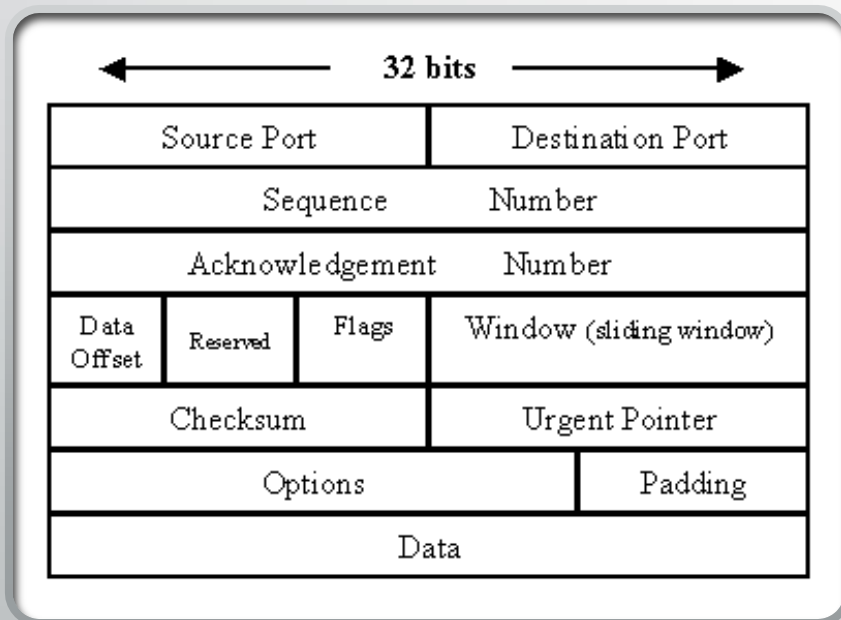 32 bits
Source Port
Destination Port
Sequence Number
Acknowledgement Number
Data
Offset
Reserved
Flags
Window (sliding window)
Checksum
Urgent Pointer
Options
Padding
Data